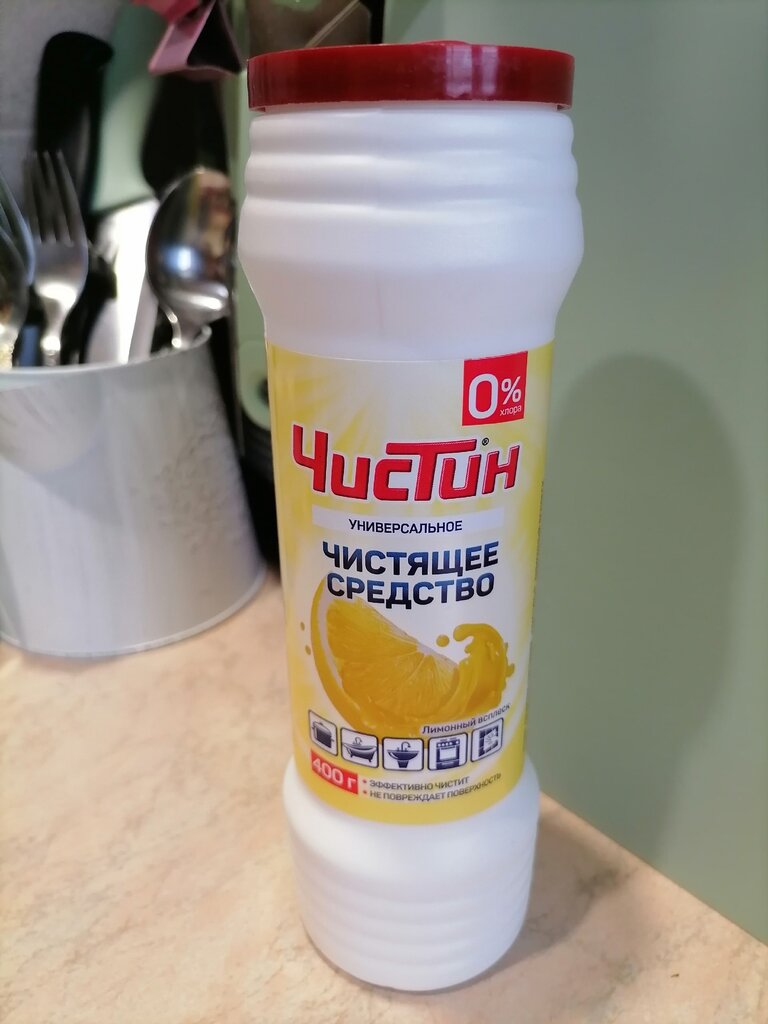 0%
хлора
ЧисТин®
УНИВЕРСАЛЬНОЕ
ЧИСТЯЩЕЕ
СРЕДСТВО
Лимонный всплеск
400 г
• ЭФФЕКТИВНО ЧИСТИТ
• НЕ ПОВРЕЖДАЕТ ПОВЕРХНОСТЬ